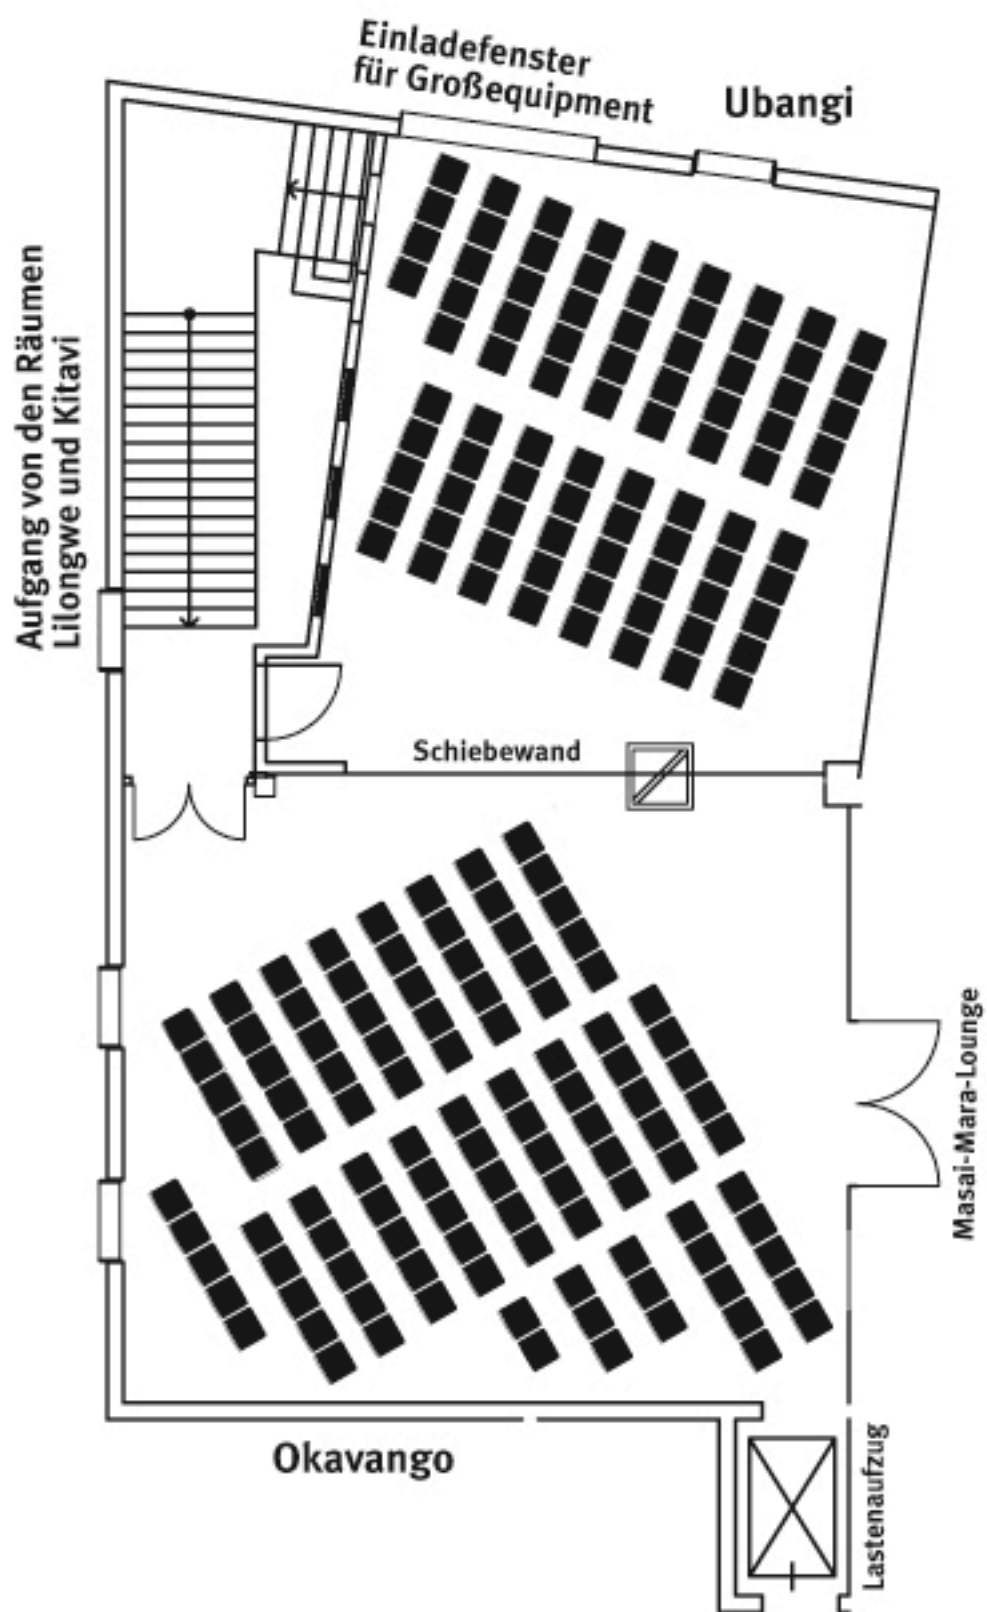 Einladefenster
für Großequipment
Ubangi
Aufgang von den Räumen
Lilongwe und Kitavi
Schiebewand
Masai-Mara-Lounge
Okavango
Lastenaufzug